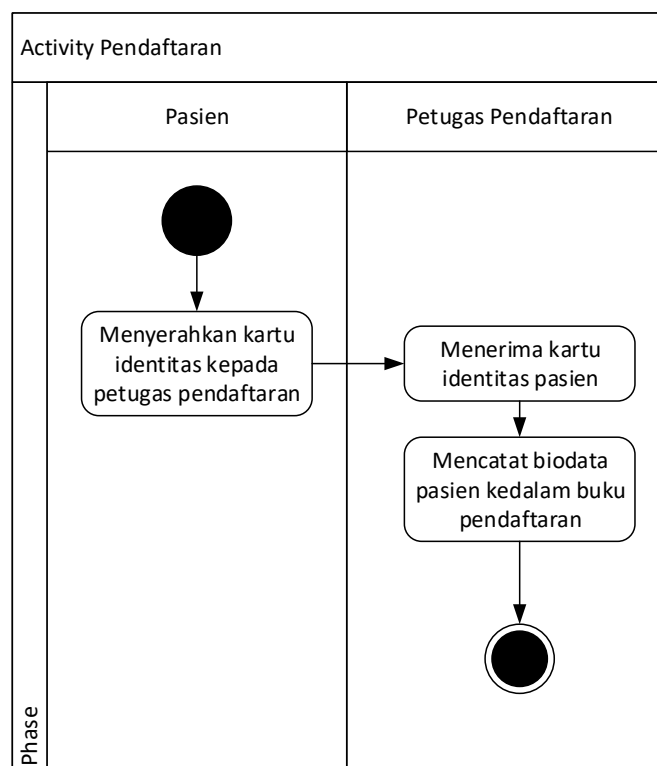 Activity Pendaftaran
Pasien
Petugas Pendaftaran
Menyerahkan kartu
identitas kepada
petugas pendaftaran
Menerima kartu
identitas pasien
Mencatat biodata
pasien kedalam buku
pendaftaran
Phase